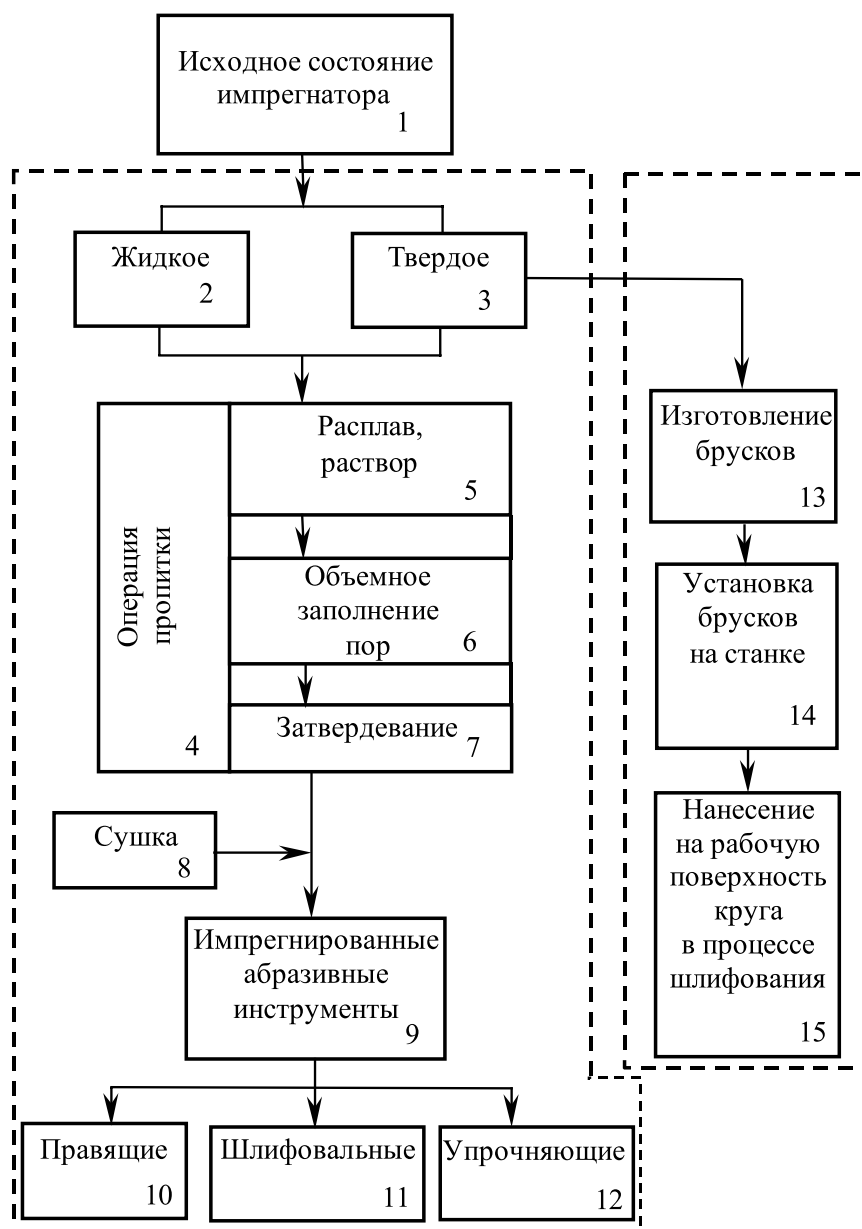 Исходное состояние
импрегнатора
1
Жидкое
2
Твердое
3
Операция
пропитки
4
Расплав,
раствор
5
Объемное
заполнение
пор
6
Затвердевание
7
Сушка
8
Импрегнированные
абразивные
инструменты
9
Правящие
10
Шлифовальные
11
Упрочняющие
12
Изготовление
брусков
13
Установка
брусков
на станке
14
Нанесение
на рабочую
поверхность
круга
в процессе
шлифования
15